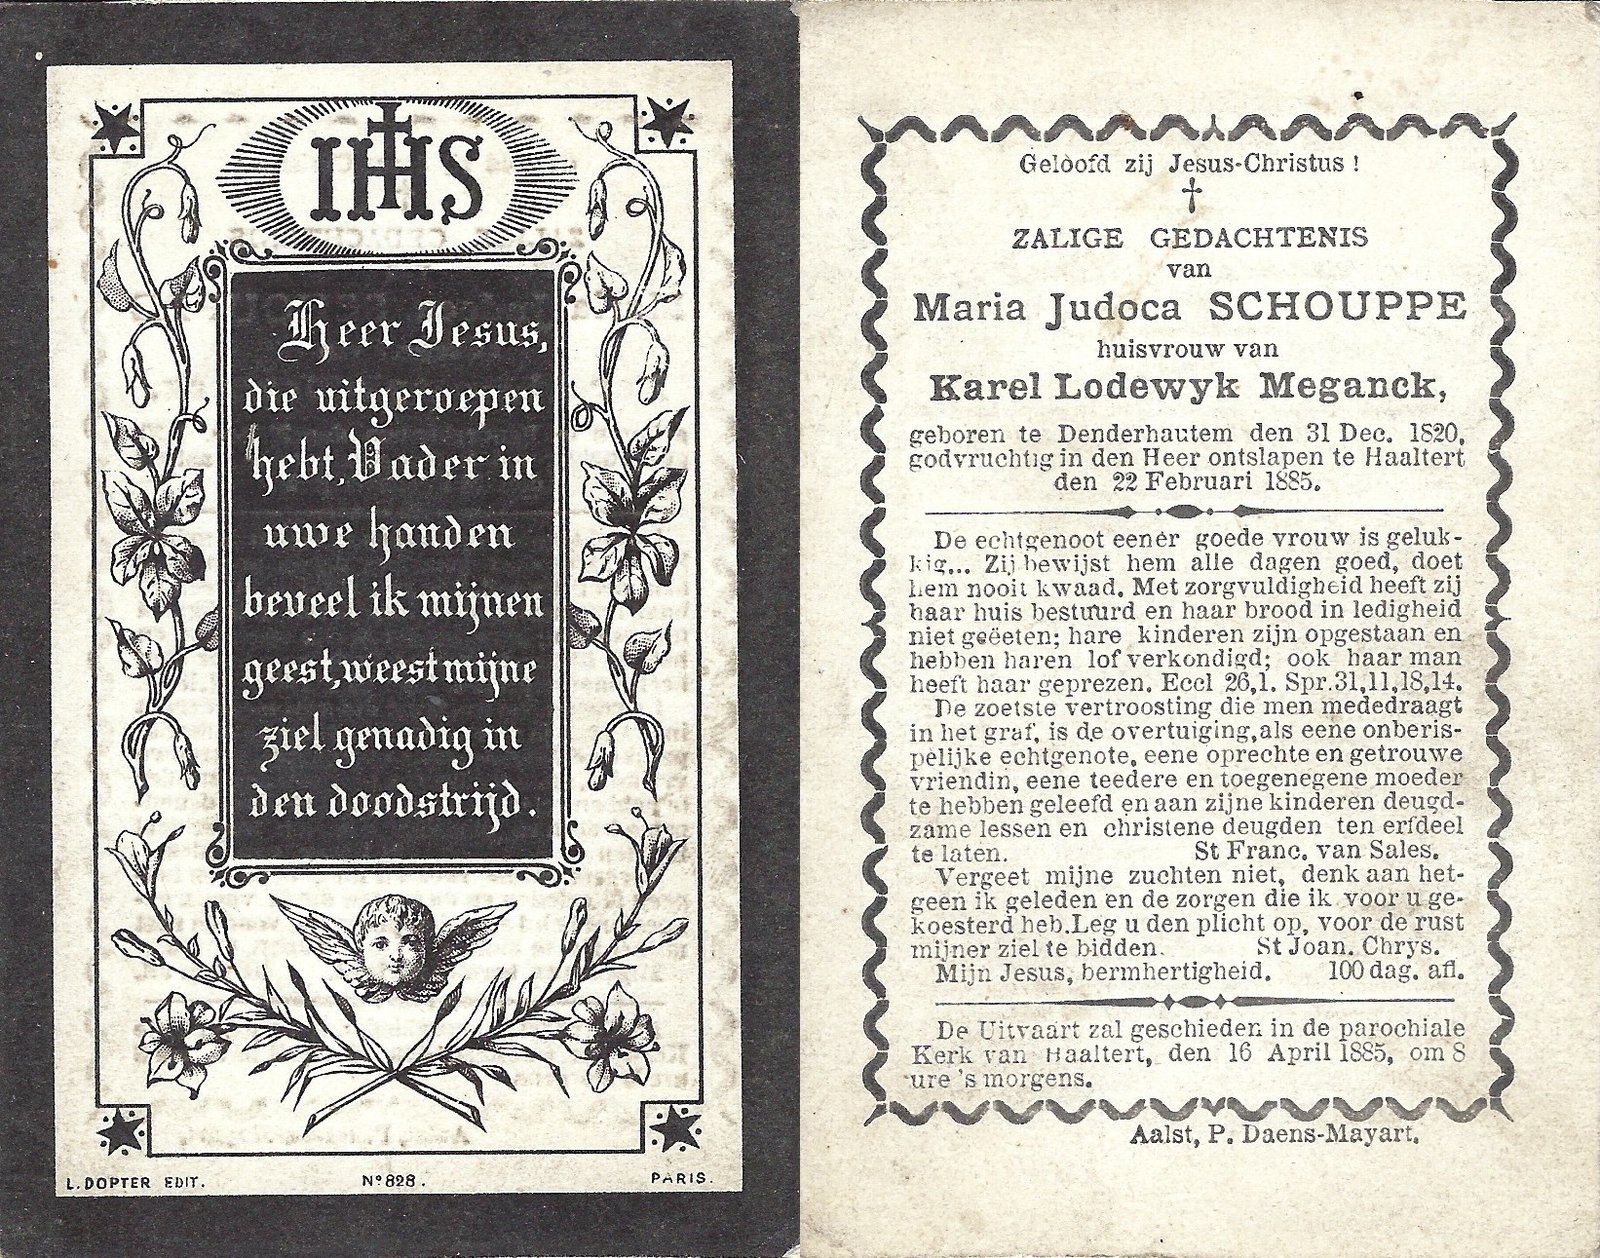 IHS
Heer Jesus,
die uitgeroepen
hebt, Vader in
uwe handen
beveel ik mijnen
geest, weest mijne
ziel genadig in
den doodstrijd.
L. DOPTER EDIT.
No 828.
PARIS.
Geloofd zij Jesus-Christus !
†
ZALIGE GEDACHTENIS
van
Maria Judoca SCHOUPPE
huisvrouw van
Karel Lodewyk Meganck,
geboren te Denderhautem den 31 Dec. 1820,
godvruchtig in den Heer ontslapen te Haaltert
den 22 Februari 1885.
De echtgenoot eener goede vrouw is geluk-
kig... Zij bewijst hem alle dagen goed, doet
hem nooit kwaad. Met zorgvuldigheid heeft zij
haar huis bestuurd en haar brood in ledigheid
niet geëeten; hare kinderen zijn opgestaan en
hebben haren lof verkondigd; ook haar man
heeft haar geprezen. Eccl 26,1. Spr. 31,11,18,14.
De zoetste vertroosting die men mededraagt
in het graf, is de overtuiging, als eene onberis-
pelijke echtgenote, eene oprechte en getrouwe
vriendin, eene teedere en toegenegene moeder
te hebben geleefd en aan zijne kinderen deugd-
zame lessen en christene deugden ten erfdeel
te laten. St Franc. van Sales.
Vergeet mijne zuchten niet, denk aan het-
geen ik geleden en de zorgen die ik voor u ge-
koesterd heb. Leg u den plicht op, voor de rust
mijner ziel te bidden. St Joan. Chrys.
Mijn Jesus, bermhertigheid. 100 dag. afl.
De Uitvaart zal geschieden in de parochiale
Kerk van Haaltert, den 16 April 1885, om 8
ure 's morgens.
Aalst, P. Daens-Mayart.